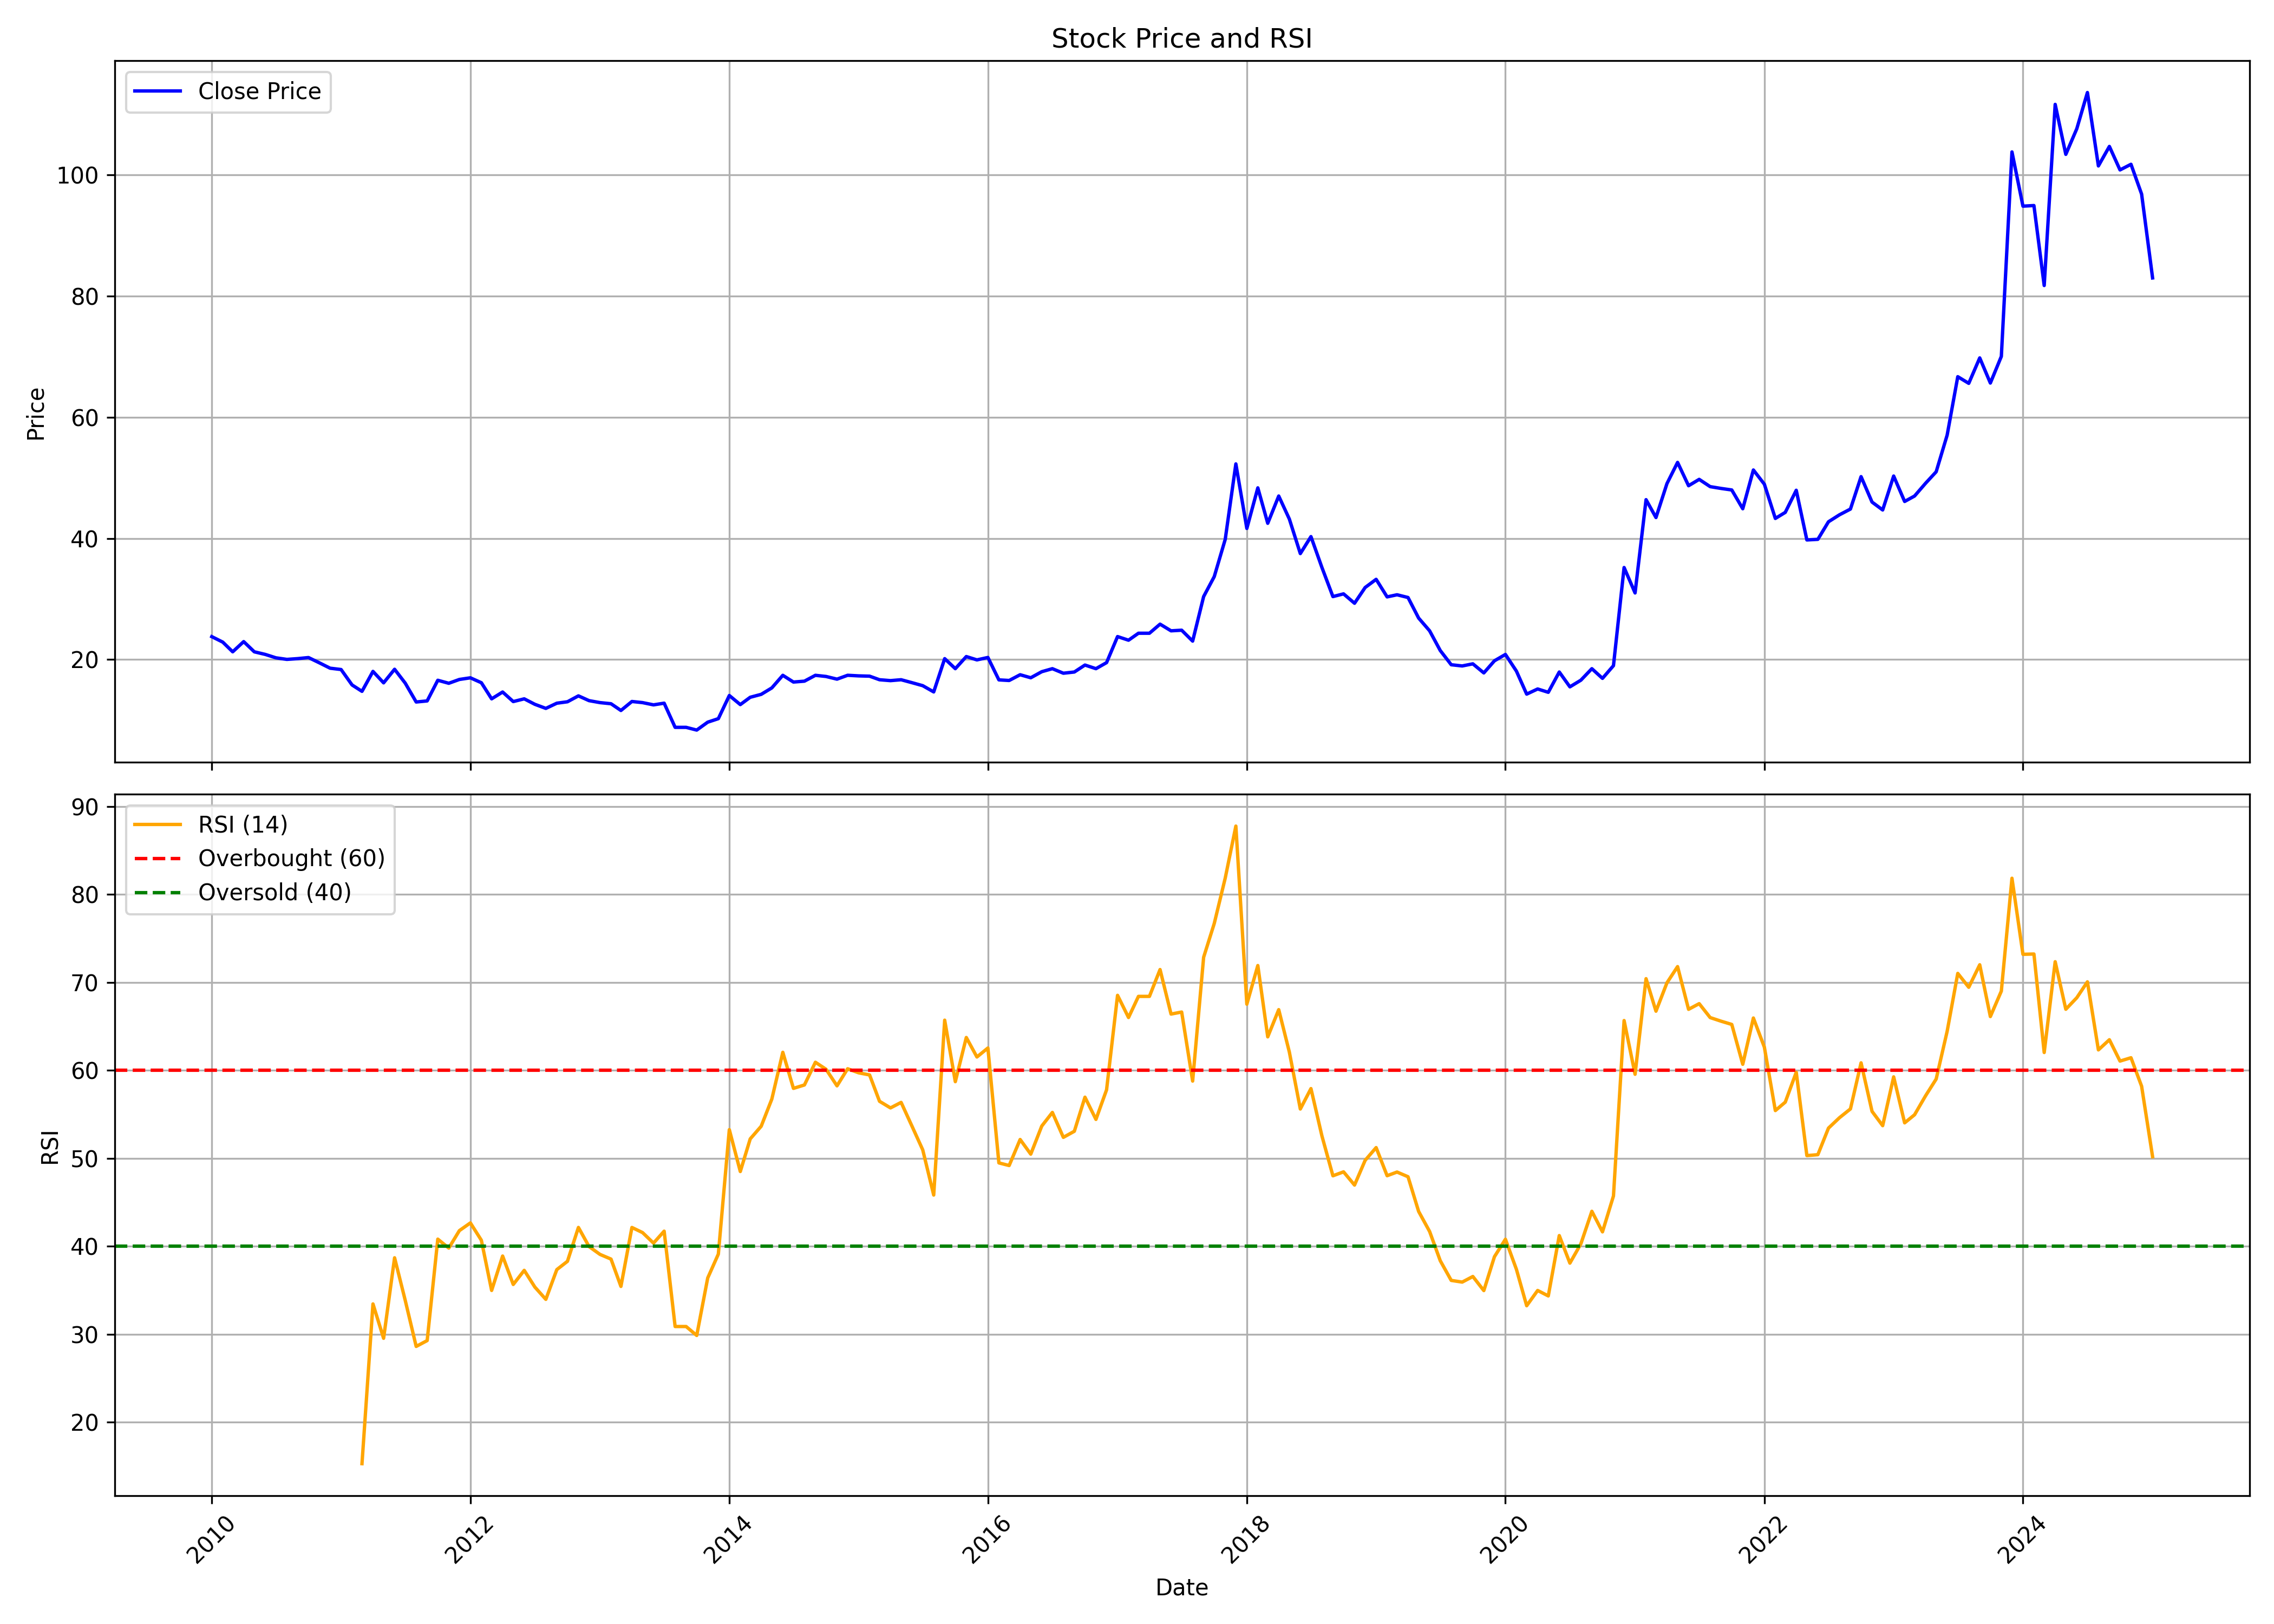 Stock Price and RSI
Close Price
100
80
60
40
20
Price
90
80
70
60
50
40
30
20
RSI
RSI (14)
Overbought (60)
Oversold (40)
2010
2012
2014
2016
2018
2020
2022
2024
Date